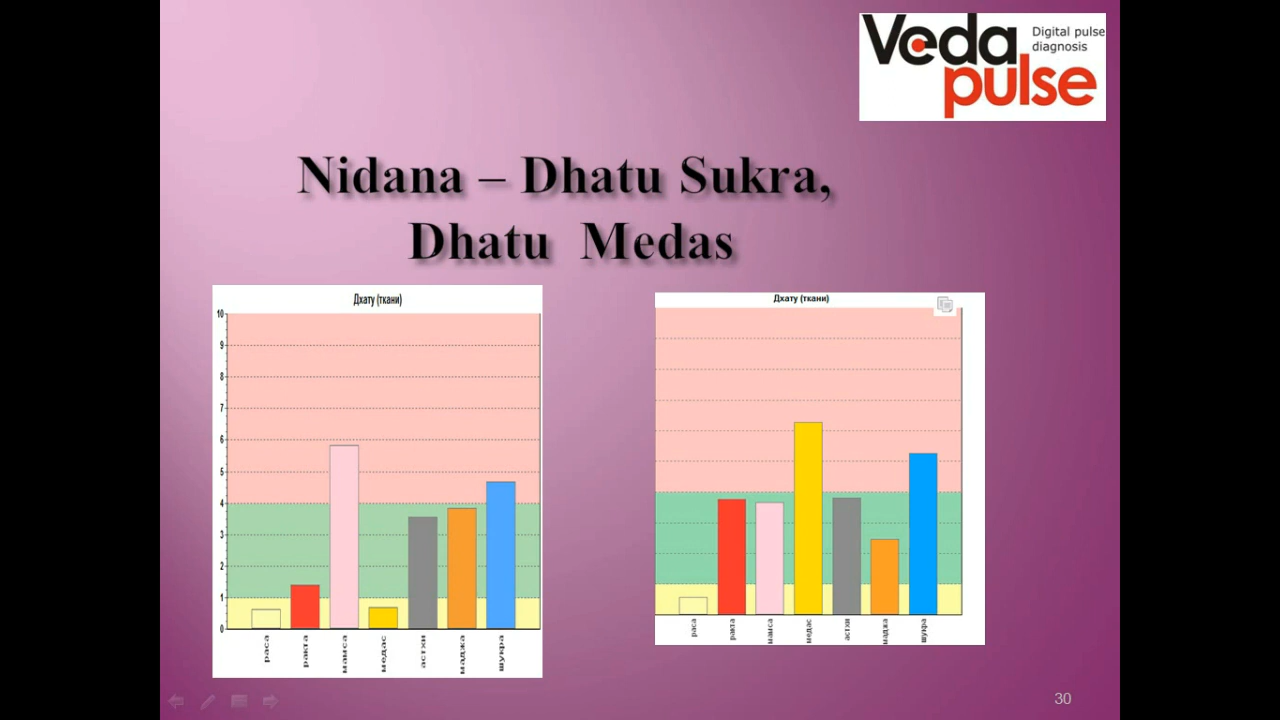 Veda
pulse
Digital pulse
diagnosis
Nidana – Dhatu Sukra,
Dhatu Medas
Дхату (ткани)
10
9
8
7
6
5
4
3
2
1
0
раса
ракта
мамса
медас
астхи
маджа
шукра
Дхату (ткани)
раса
ракта
мамса
медас
астхи
маджа
шукра
30